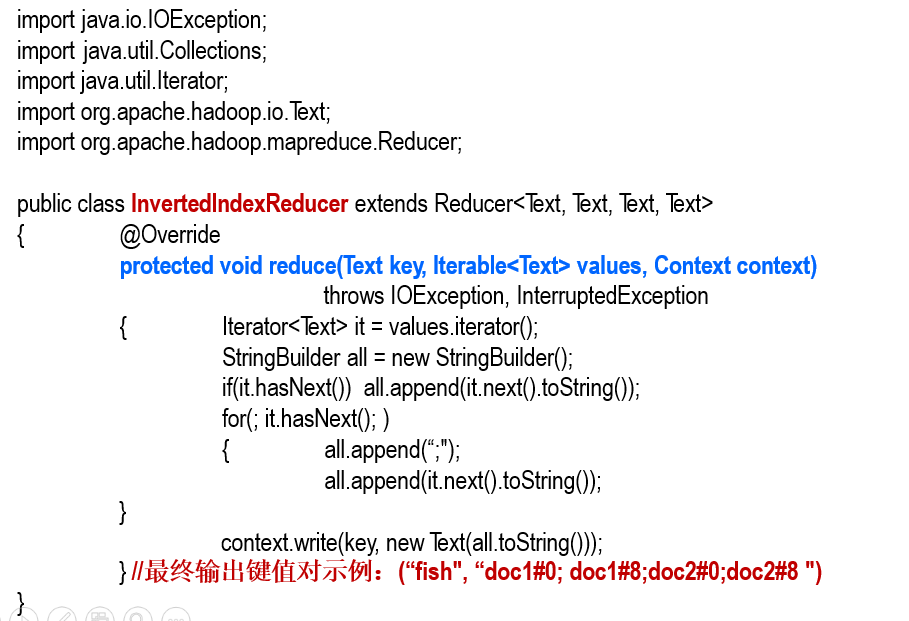 import java.io.IOException;
import java.util.Collections;
import java.util.Iterator;
import org.apache.hadoop.io.Text;
import org.apache.hadoop.mapreduce.Reducer;
public class InvertedIndexReducer extends Reducer<Text, Text, Text, Text>
{ @Override
protected void reduce(Text key, Iterable<Text> values, Context context)
throws IOException, InterruptedException
{ Iterator<Text> it = values.iterator();
StringBuilder all = new StringBuilder();
if(it.hasNext()) all.append(it.next().toString());
for(; it.hasNext(); )
{ all.append(“;");
all.append(it.next().toString());
}
context.write(key, new Text(all.toString()));
} //最终输出键值对示例：(“fish", “doc1#0; doc1#8;doc2#0;doc2#8 ")
}